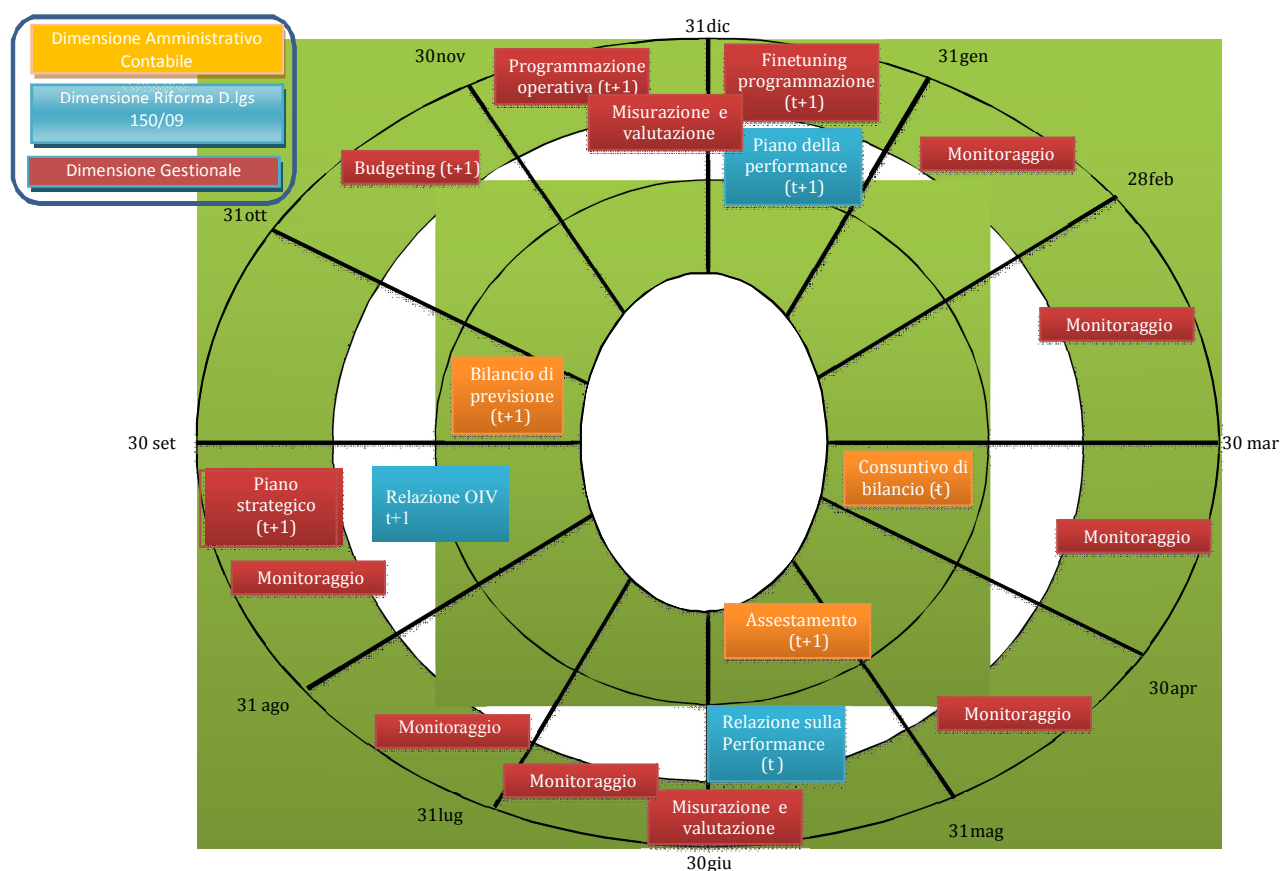 Dimensione Amministrativo
Contabile
Dimensione Riforma D.lgs
150/09
Dimensione Gestionale
31dic
30nov
31gen
Programmazione
operativa (t+1)
Finetuning
programmazione
(t+1)
Misurazione e
valutazione
Piano della
performance
(t+1)
Monitoraggio
Budgeting (t+1)
28feb
31ott
Monitoraggio
Bilancio di
previsione
(t+1)
30 set
30 mar
Consuntivo di
bilancio (t)
Piano
strategico
(t+1)
Relazione OIV
t+1
Monitoraggio
Monitoraggio
Assestamento
(t+1)
31 ago
30apr
Monitoraggio
Monitoraggio
Relazione sulla
Performance
(t)
Monitoraggio
31lug
Misurazione e
valutazione
31mag
30giu